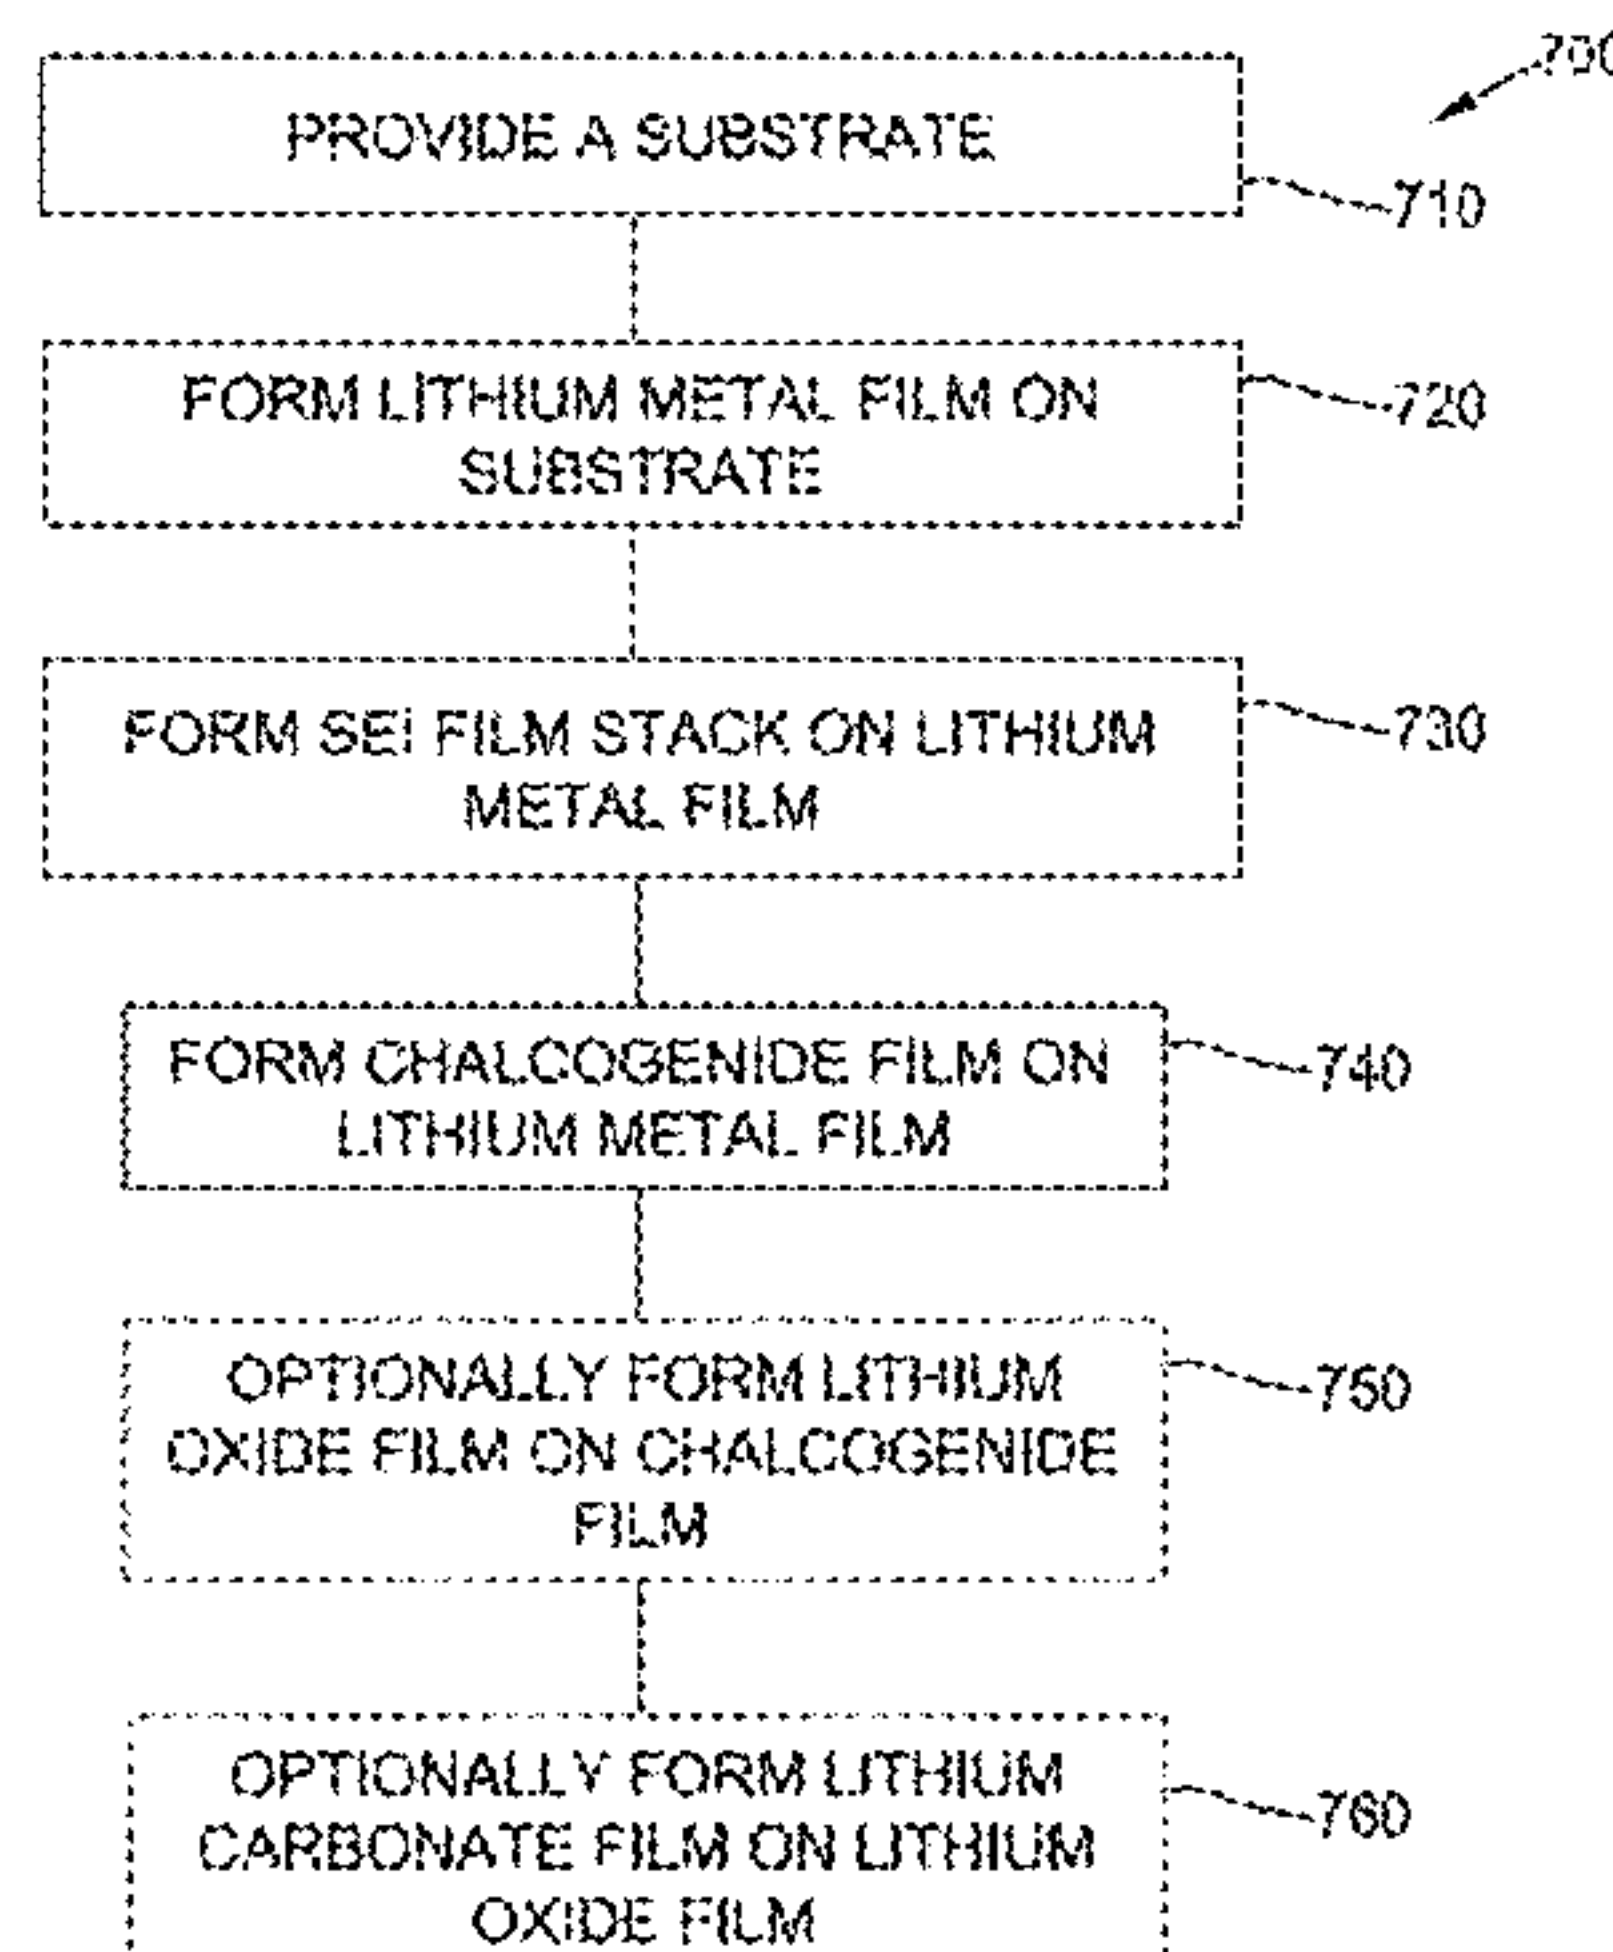 700
PROVIDE A SUBSTRATE
710
FORM LITHIUM METAL FILM ON
SUBSTRATE
720
FORM SEI FILM STACK ON LITHIUM
METAL FILM
730
FORM CHALCOGENIDE FILM ON
LITHIUM METAL FILM
740
OPTIONALLY FORM LITHIUM
OXIDE FILM ON CHALCOGENIDE
FILM
750
OPTIONALLY FORM LITHIUM
CARBONATE FILM ON LITHIUM
OXIDE FILM
760